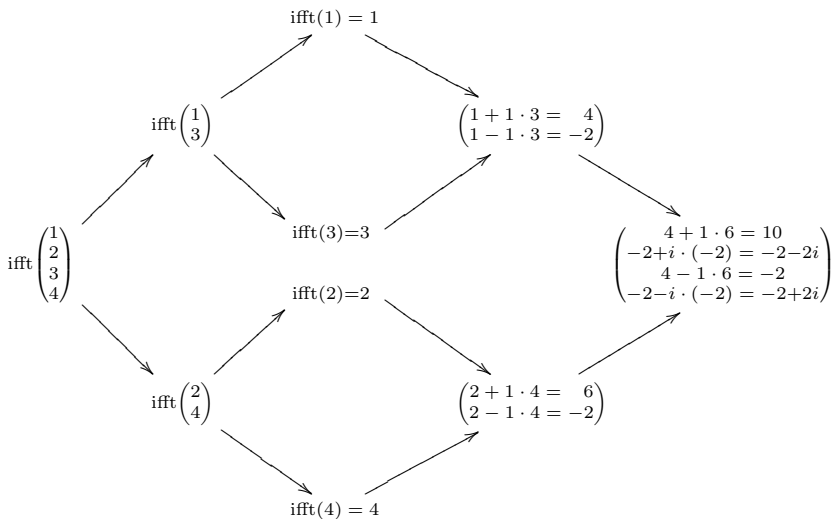 ifft(1) = 1
ifft(1
3)
(1 + 1 · 3 = 4
1 − 1 · 3 = −2)
ifft(3)=3
ifft(1
2
3
4)
(4 + 1 · 6 = 10
−2+i · (−2) = −2−2i
4 − 1 · 6 = −2
−2−i · (−2) = −2+2i)
ifft(2)=2
ifft(2
4)
(2 + 1 · 4 = 6
2 − 1 · 4 = −2)
ifft(4) = 4